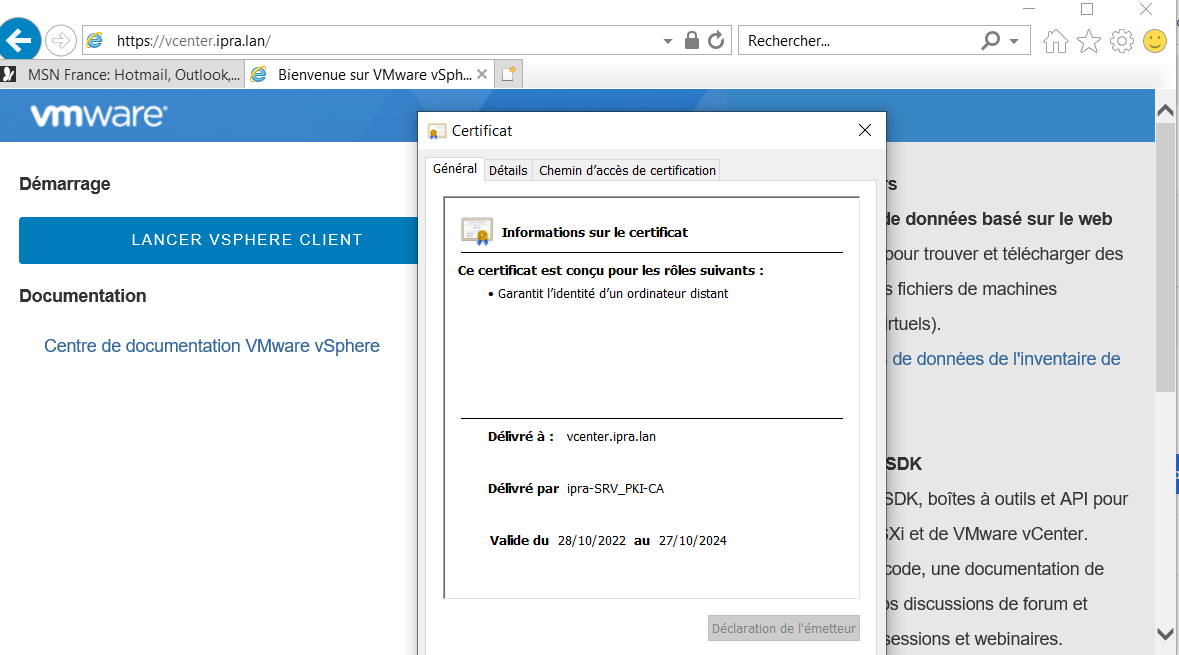 https://vcenter.ipra.lan/
Rechercher...
MSN France: Hotmail, Outlook,...
Bienvenue sur VMware vSph...
vmware
Démarrage
LANCER VSPHERE CLIENT
Documentation
Centre de documentation VMware vSphere
Certificat
Général
Détails
Chemin d’accès de certification
Informations sur le certificat
Ce certificat est conçu pour les rôles suivants :
• Garantit l’identité d’un ordinateur distant
Délivré à : vcenter.ipra.lan
Délivré par ipra-SRV_PKI-CA
Valide du 28/10/2022 au 27/10/2024
Déclaration de l'émetteur
rs
de données basé sur le web
pour trouver et télécharger des
s fichiers de machines
irtuels).
de données de l'inventaire de
SDK
SDK, boîtes à outils et API pour
SXi et de VMware vCenter.
code, une documentation de
os discussions de forum et
sessions et webinaires.